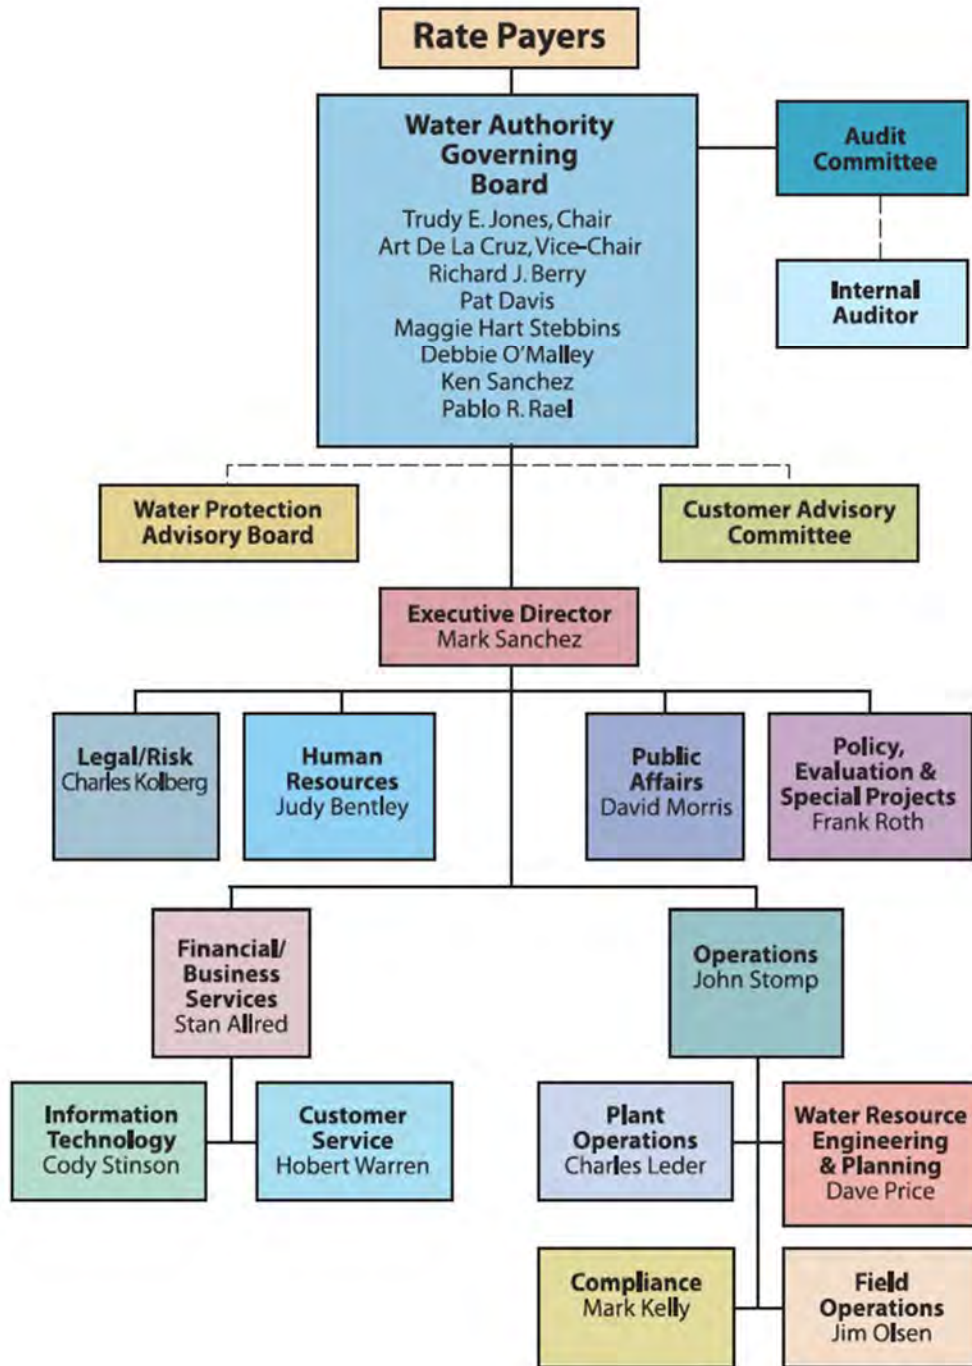 Rate Payers
Water Authority
Governing
Board
Trudy E. Jones, Chair
Art De La Cruz, Vice-Chair
Richard J. Berry
Pat Davis
Maggie Hart Stebbins
Debbie O'Malley
Ken Sanchez
Pablo R. Rael
Audit
Committee
Internal
Auditor
Water Protection
Advisory Board
Customer Advisory
Committee
Executive Director
Mark Sanchez
Legal/Risk
Charles Kolberg
Human
Resources
Judy Bentley
Public
Affairs
David Morris
Policy,
Evaluation &
Special Projects
Frank Roth
Financial/
Business
Services
Stan Allred
Operations
John Stomp
Information
Technology
Cody Stinson
Customer
Service
Hobert Warren
Plant
Operations
Charles Leder
Water Resource
Engineering
& Planning
Dave Price
Compliance
Mark Kelly
Field
Operations
Jim Olsen